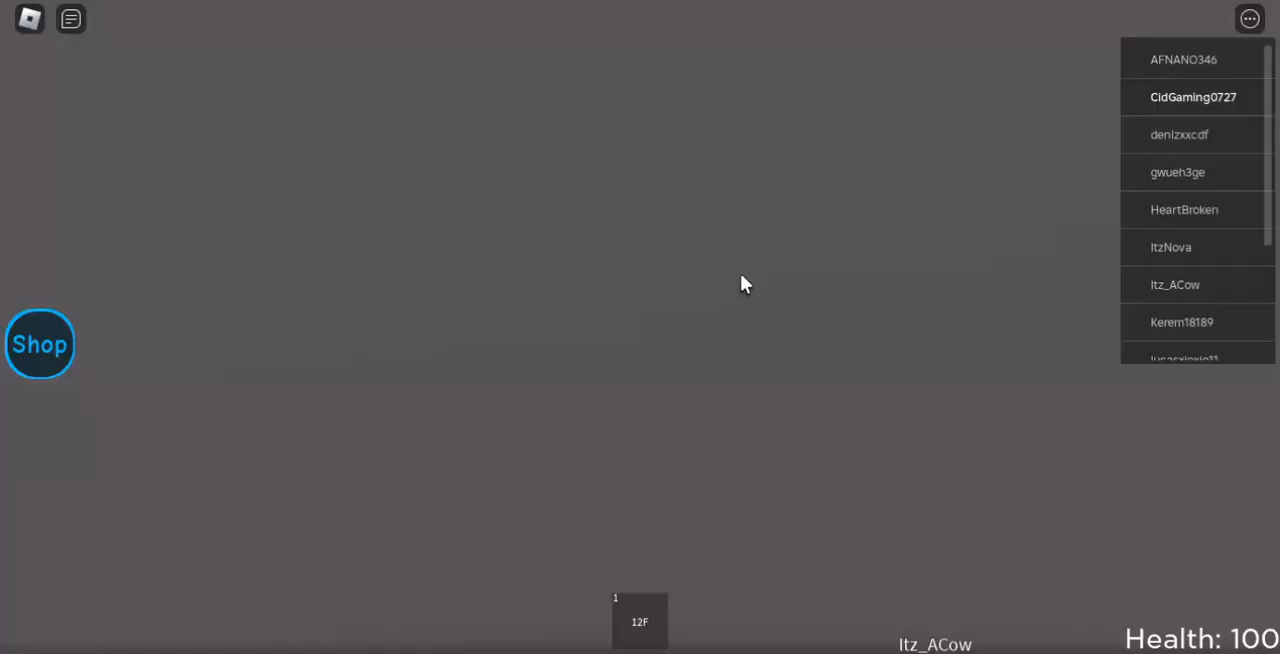 AFNANO346
CidGaming0727
denizxxcdf
gwueh3ge
HeartBroken
ItzNova
Itz_ACow
Kerem18189
Shop
1
12F
Itz_ACow
Health: 100